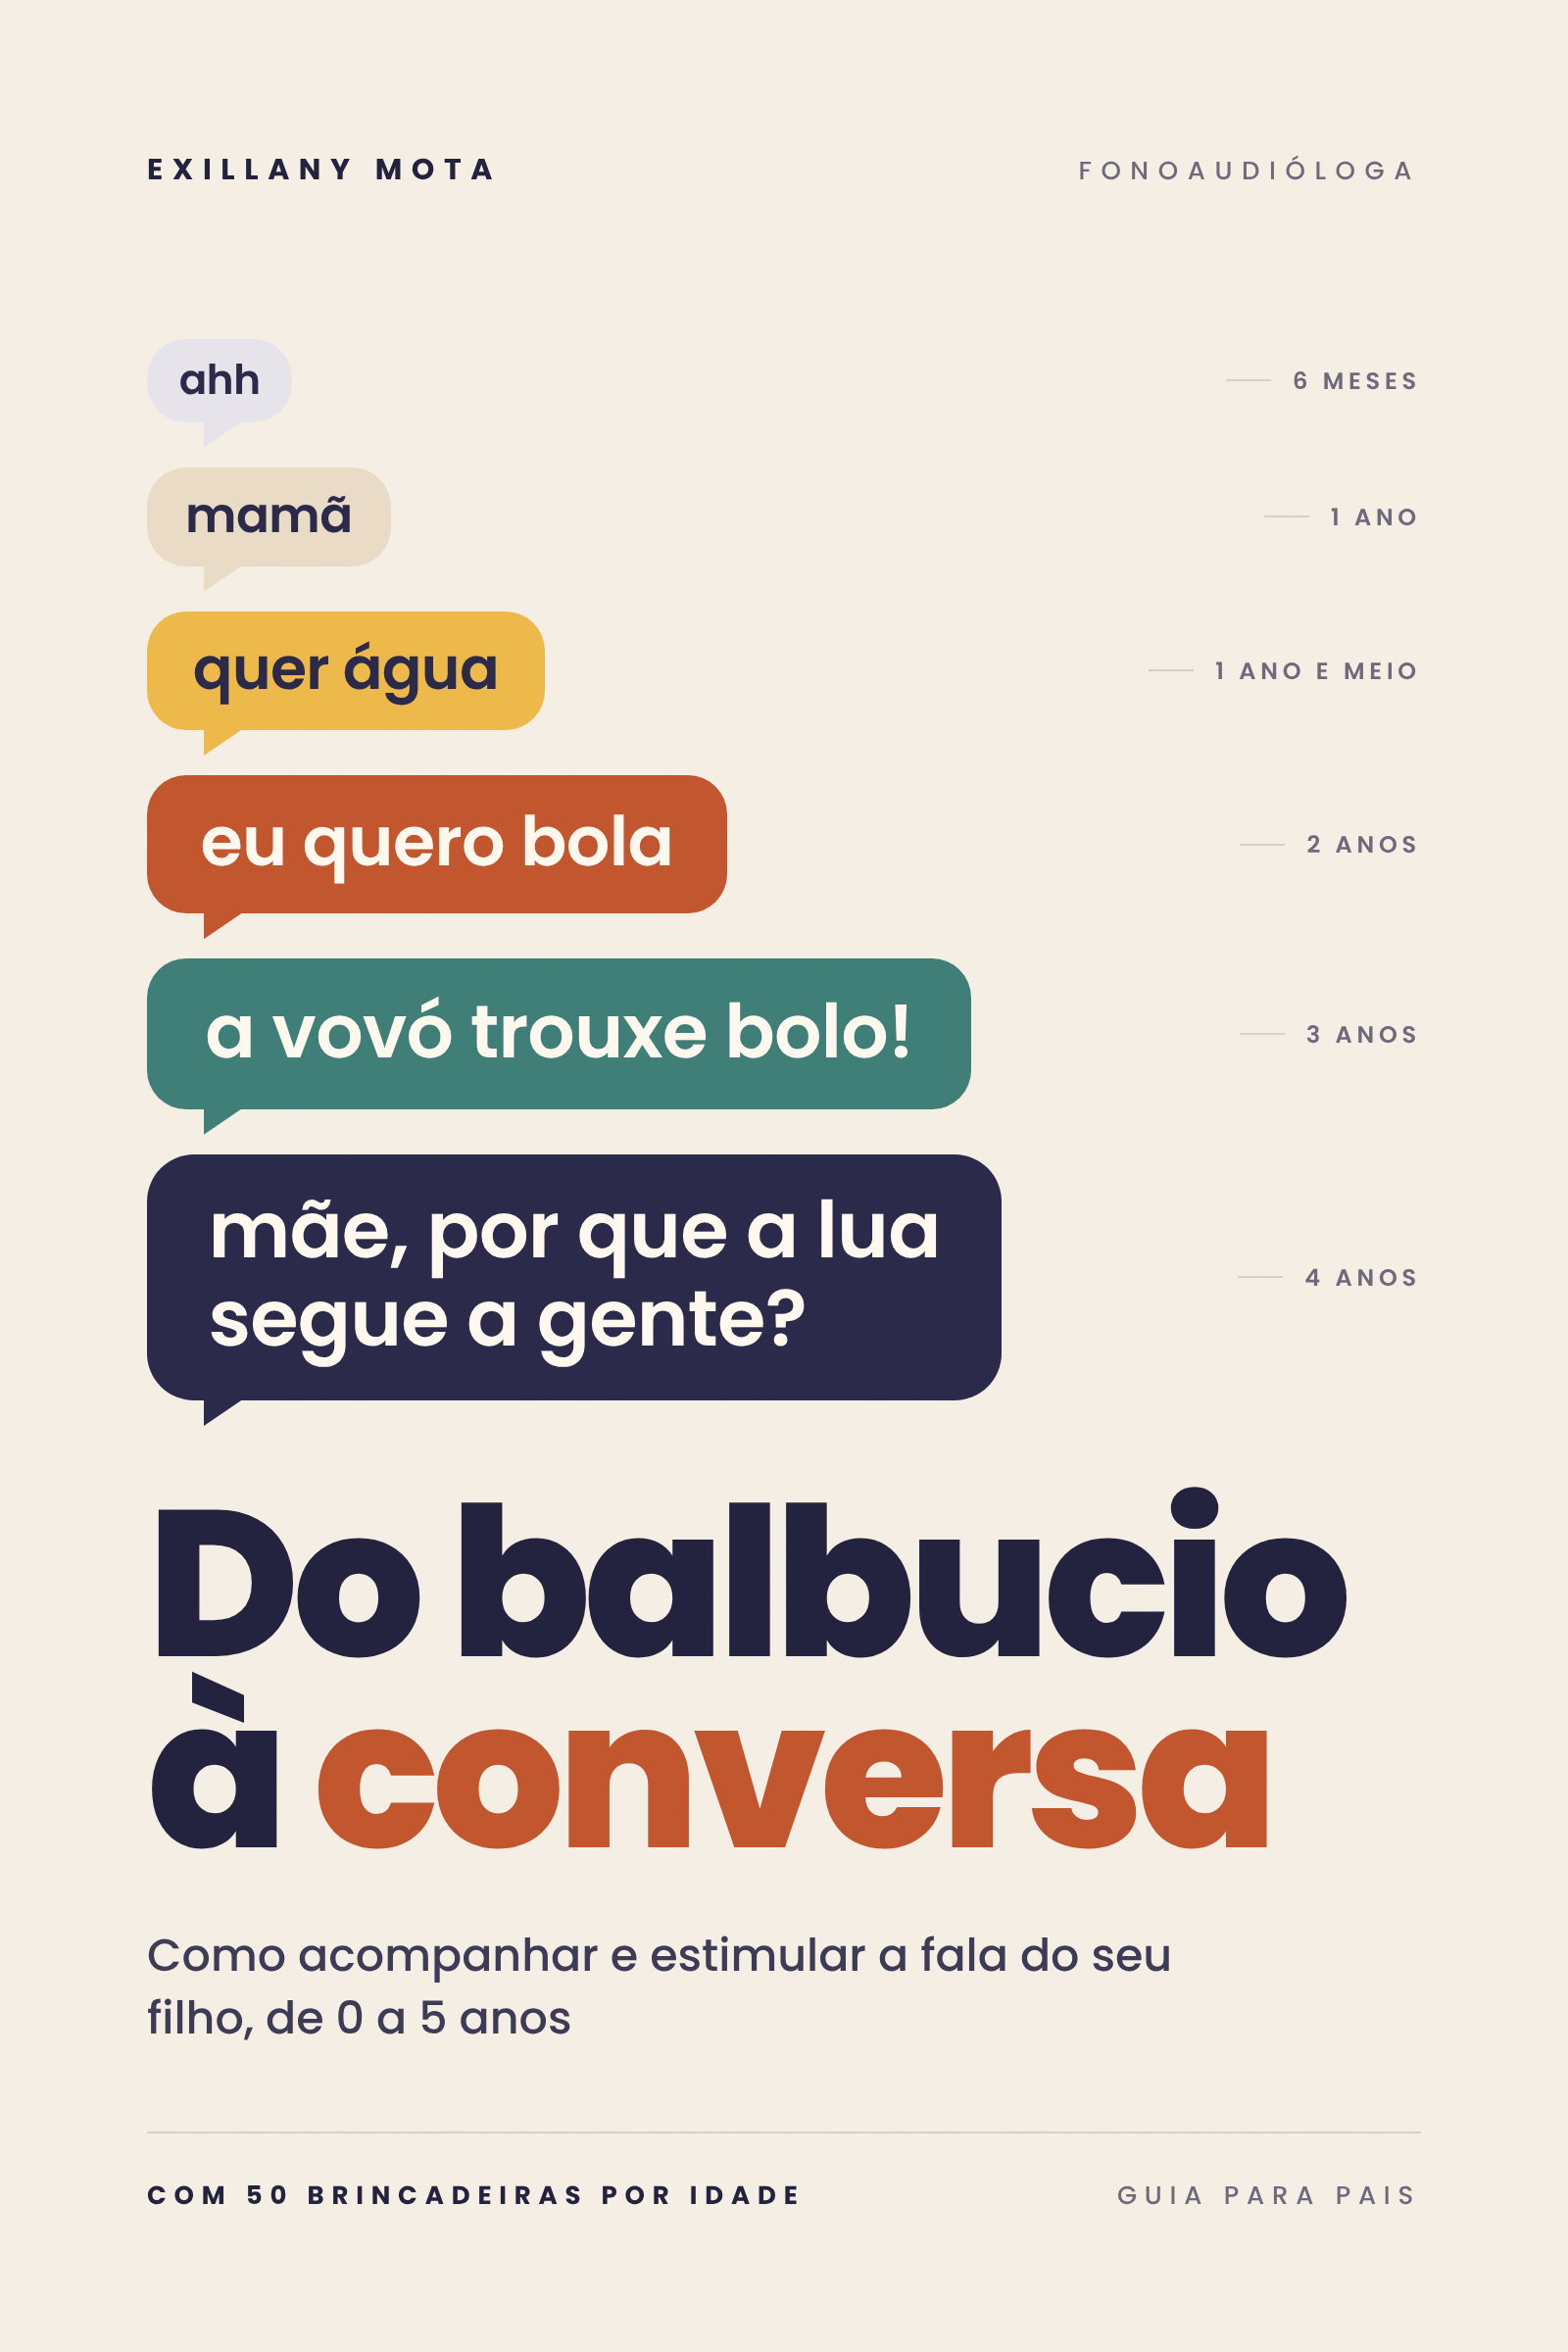 EXILLANY MOTA
FONOAUDIÓLOGA
ahh
6 MESES
mamã
1 ANO
quer água
1 ANO E MEIO
eu quero bola
2 ANOS
a vovó trouxe bolo!
3 ANOS
mãe, por que a lua
segue a gente?
4 ANOS
Do balbucio
à conversa
Como acompanhar e estimular a fala do seu
filho, de 0 a 5 anos
COM 50 BRINCADEIRAS POR IDADE
GUIA PARA PAIS